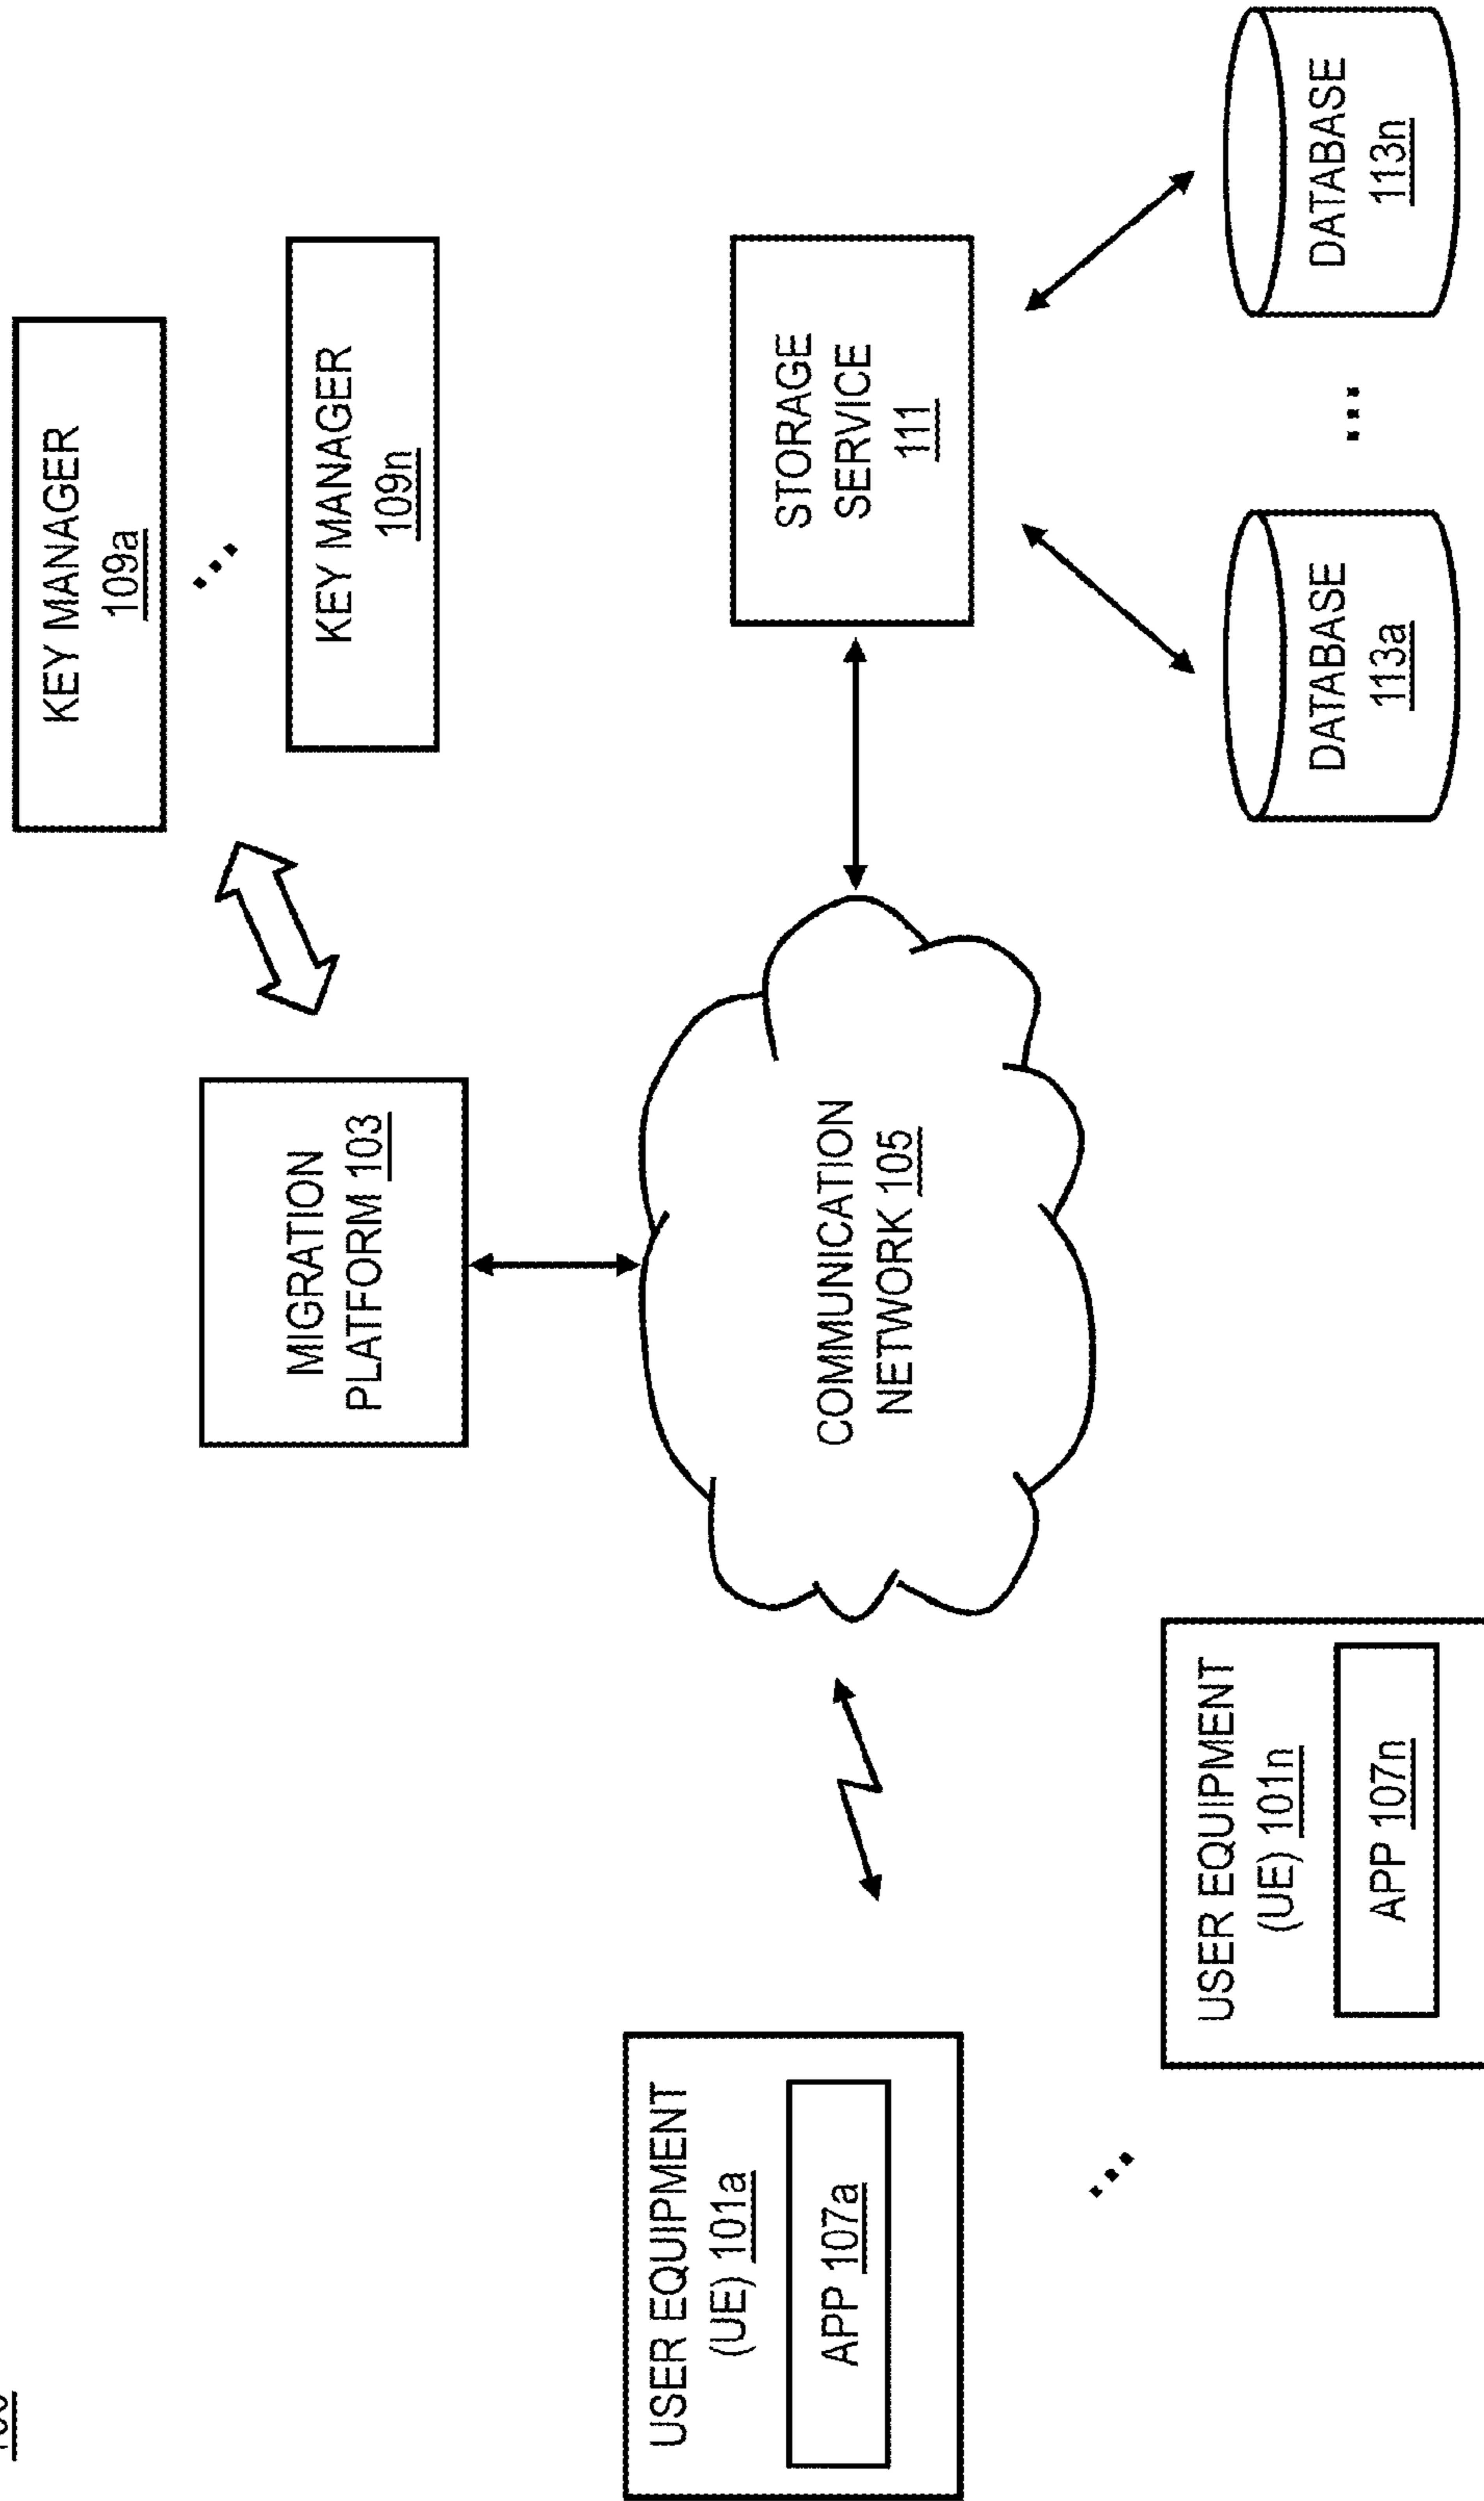 KEY MANAGER
109a
KEY MANAGER
109n
MIGRATION
PLATFORM 103
USER EQUIPMENT
(UE) 101a
APP 107a
COMMUNICATION
NETWORK 105
STORAGE
SERVICE
111
USER EQUIPMENT
(UE) 101n
APP 107n
DATABASE
113a
DATABASE
113n